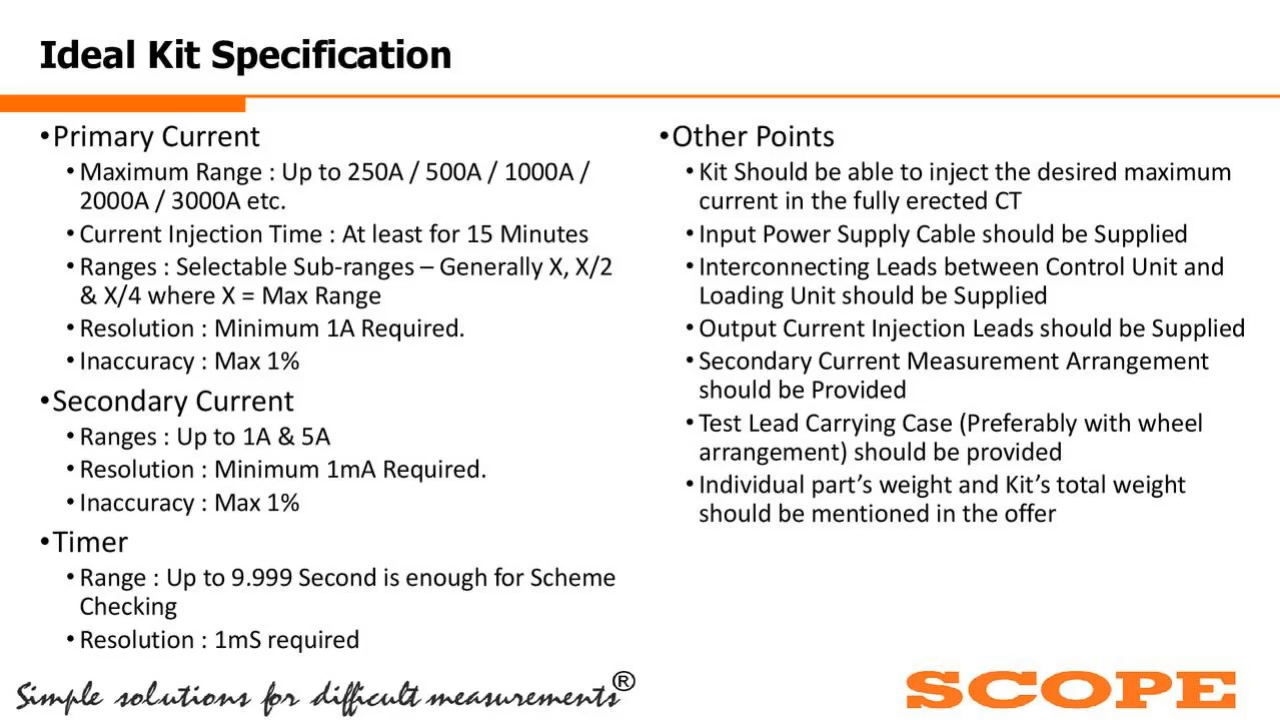 Ideal Kit Specification
•Primary Current
•Maximum Range : Up to 250A / 500A / 1000A /
2000A / 3000A etc.
•Current Injection Time : At least for 15 Minutes
•Ranges : Selectable Sub-ranges – Generally X, X/2
& X/4 where X = Max Range
•Resolution : Minimum 1A Required.
•Inaccuracy : Max 1%
•Secondary Current
•Ranges : Up to 1A & 5A
•Resolution : Minimum 1mA Required.
•Inaccuracy : Max 1%
•Timer
•Range : Up to 9.999 Second is enough for Scheme
Checking
•Resolution : 1mS required
•Other Points
•Kit Should be able to inject the desired maximum
current in the fully erected CT
•Input Power Supply Cable should be Supplied
•Interconnecting Leads between Control Unit and
Loading Unit should be Supplied
•Output Current Injection Leads should be Supplied
•Secondary Current Measurement Arrangement
should be Provided
•Test Lead Carrying Case (Preferably with wheel
arrangement) should be provided
•Individual part’s weight and Kit’s total weight
should be mentioned in the offer
Simple solutions for difficult measurements®
SCOPE